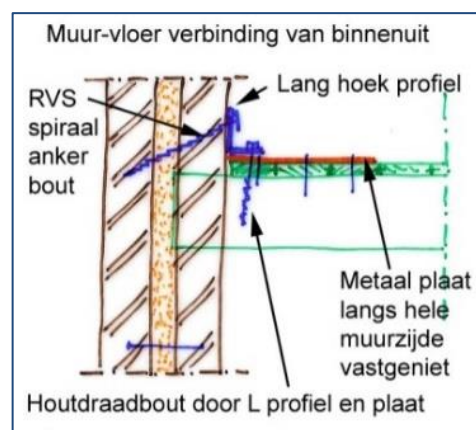 Muur-vloer verbinding van binnenuit
Lang hoek profiel
RVS
spiraal
anker
bout
Metaal plaat
langs hele
muurzijde
vastgeniet
Houtdraadbout door L profiel en plaat